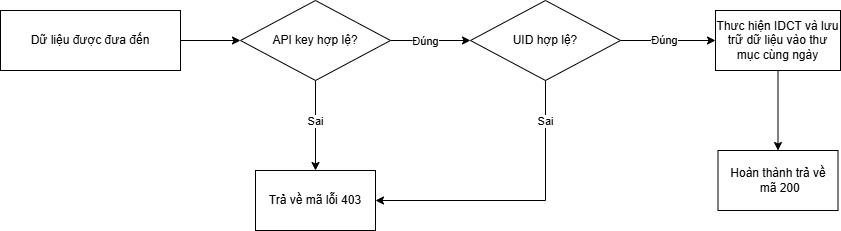 Dữ liệu được đưa đến
API key hợp lệ?
Đúng
UID hợp lệ?
Đúng
Thưc hiện IDCT và lưu
trữ dữ liệu vào thư
mục cùng ngày
Sai
Sai
Trả về mã lỗi 403
Hoàn thành trả về
mã 200